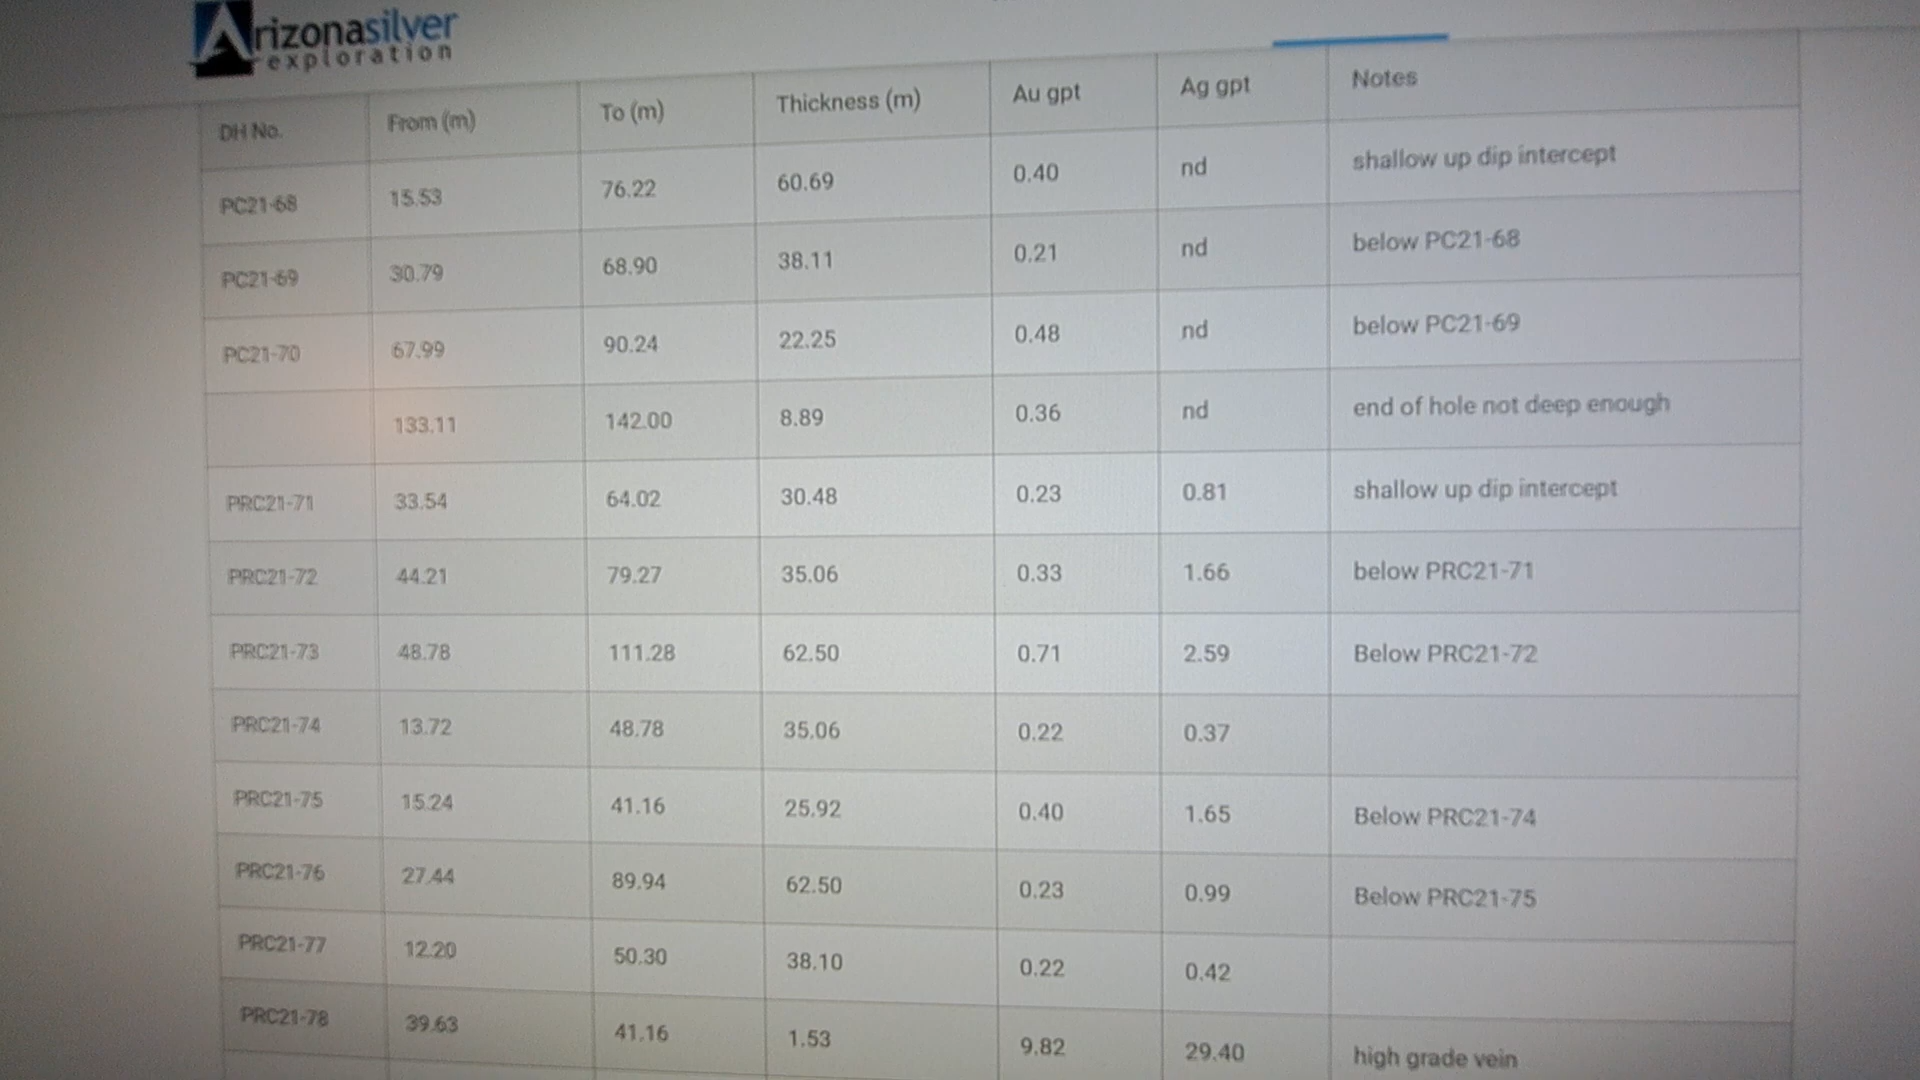 Arizonasilver
exploration
DH No. From (m) To (m) Thickness (m) Au gpt Ag gpt Notes
PC21-68 15.53 76.22 60.69 0.40 nd shallow up dip intercept
PC21-69 30.79 68.90 38.11 0.21 nd below PC21-68
PC21-70 67.99 90.24 22.25 0.48 nd below PC21-69
133.11 142.00 8.89 0.36 nd end of hole not deep enough
PRC21-71 33.54 64.02 30.48 0.23 0.81 shallow up dip intercept
PRC21-72 44.21 79.27 35.06 0.33 1.66 below PRC21-71
PRC21-73 48.78 111.28 62.50 0.71 2.59 Below PRC21-72
PRC21-74 13.72 48.78 35.06 0.22 0.37
PRC21-75 15.24 41.16 25.92 0.40 1.65 Below PRC21-74
PRC21-76 27.44 89.94 62.50 0.23 0.99 Below PRC21-75
PRC21-77 12.20 50.30 38.10 0.22 0.42
PRC21-78 39.63 41.16 1.53 9.82 29.40 high grade vein